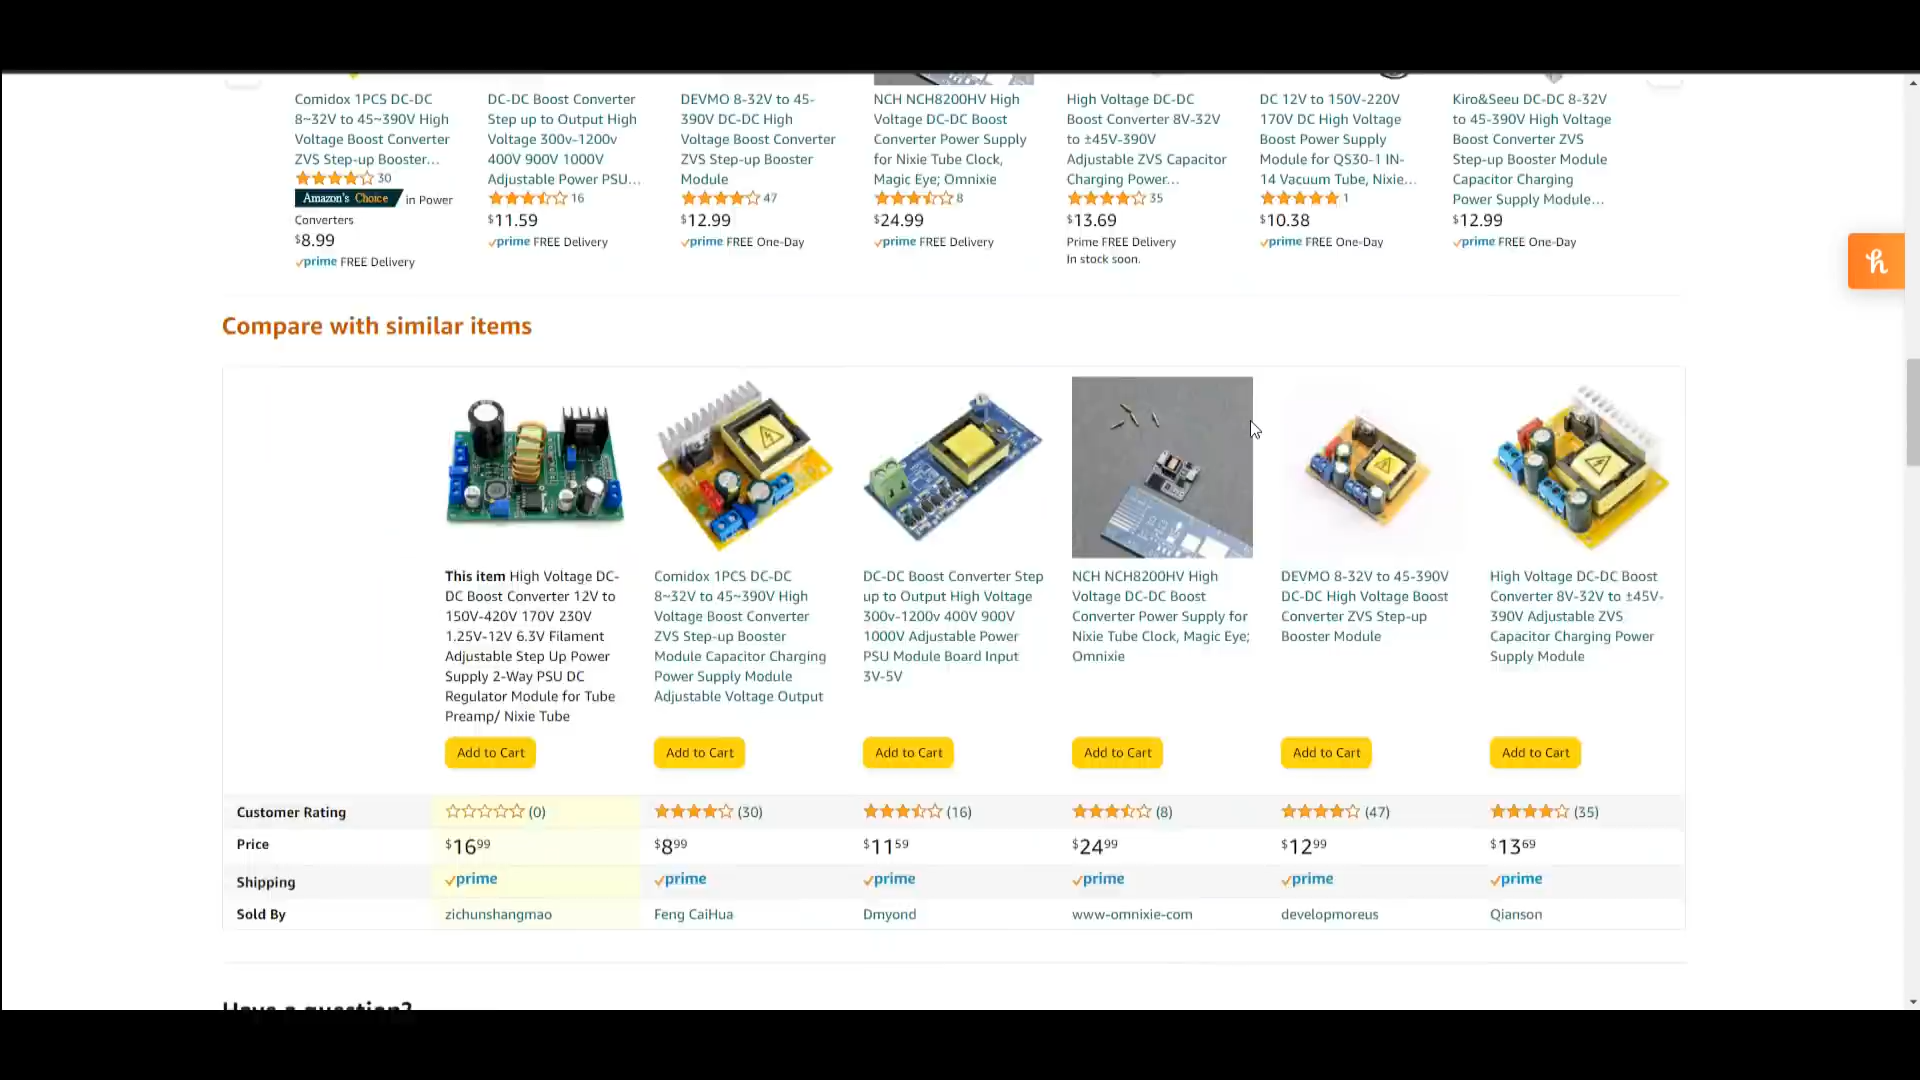 Comidox 1PCS DC-DC
8~32V to 45~390V High
Voltage Boost Converter
ZVS Step-up Booster...
30
Amazon's Choice in Power
Converters
$8.99
prime FREE Delivery
DC-DC Boost Converter
Step up to Output High
Voltage 300v-1200v
400V 900V 1000V
Adjustable Power PSU...
16
$11.59
prime FREE Delivery
DEVMO 8-32V to 45-
390V DC-DC High
Voltage Boost Converter
ZVS Step-up Booster
Module
47
$12.99
prime FREE One-Day
NCH NCH8200HV High
Voltage DC-DC Boost
Converter Power Supply
for Nixie Tube Clock,
Magic Eye; Omnixie
8
$24.99
prime FREE Delivery
High Voltage DC-DC
Boost Converter 8V-32V
to ±45V-390V
Adjustable ZVS Capacitor
Charging Power...
35
$13.69
Prime FREE Delivery
In stock soon.
DC 12V to 150V-220V
170V DC High Voltage
Boost Power Supply
Module for QS30-1 IN-
14 Vacuum Tube, Nixie...
1
$10.38
prime FREE One-Day
Kiro&Seeu DC-DC 8-32V
to 45-390V High Voltage
Boost Converter ZVS
Step-up Booster Module
Capacitor Charging
Power Supply Module...
$12.99
prime FREE One-Day
h
Compare with similar items
This item High Voltage DC-
DC Boost Converter 12V to
150V-420V 170V 230V
1.25V-12V 6.3V Filament
Adjustable Step Up Power
Supply 2-Way PSU DC
Regulator Module for Tube
Preamp/ Nixie Tube
Comidox 1PCS DC-DC
8~32V to 45~390V High
Voltage Boost Converter
ZVS Step-up Booster
Module Capacitor Charging
Power Supply Module
Adjustable Voltage Output
DC-DC Boost Converter Step
up to Output High Voltage
300v-1200v 400V 900V
1000V Adjustable Power
PSU Module Board Input
3V-5V
NCH NCH8200HV High
Voltage DC-DC Boost
Converter Power Supply for
Nixie Tube Clock, Magic Eye;
Omnixie
DEVMO 8-32V to 45-390V
DC-DC High Voltage Boost
Converter ZVS Step-up
Booster Module
High Voltage DC-DC Boost
Converter 8V-32V to ±45V-
390V Adjustable ZVS
Capacitor Charging Power
Supply Module
Add to Cart Add to Cart Add to Cart Add to Cart Add to Cart Add to Cart
Customer Rating (0) (30) (16) (8) (47) (35)
Price $16 99 $8 99 $11 59 $24 99 $12 99 $13 69
Shipping prime prime prime prime prime prime
Sold By zichunshangmao Feng CaiHua Dmyond www-omnixie-com developmoreus Qianson
Have a question?